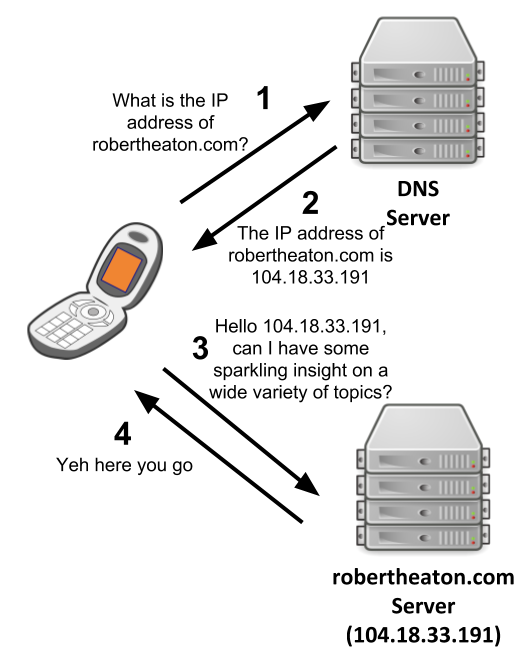 1
What is the IP
address of
robertheaton.com?
DNS
Server
2
The IP address of
robertheaton.com is
104.18.33.191
3
Hello 104.18.33.191,
can I have some
sparkling insight on a
wide variety of topics?
4
Yeh here you go
robertheaton.com
Server
(104.18.33.191)